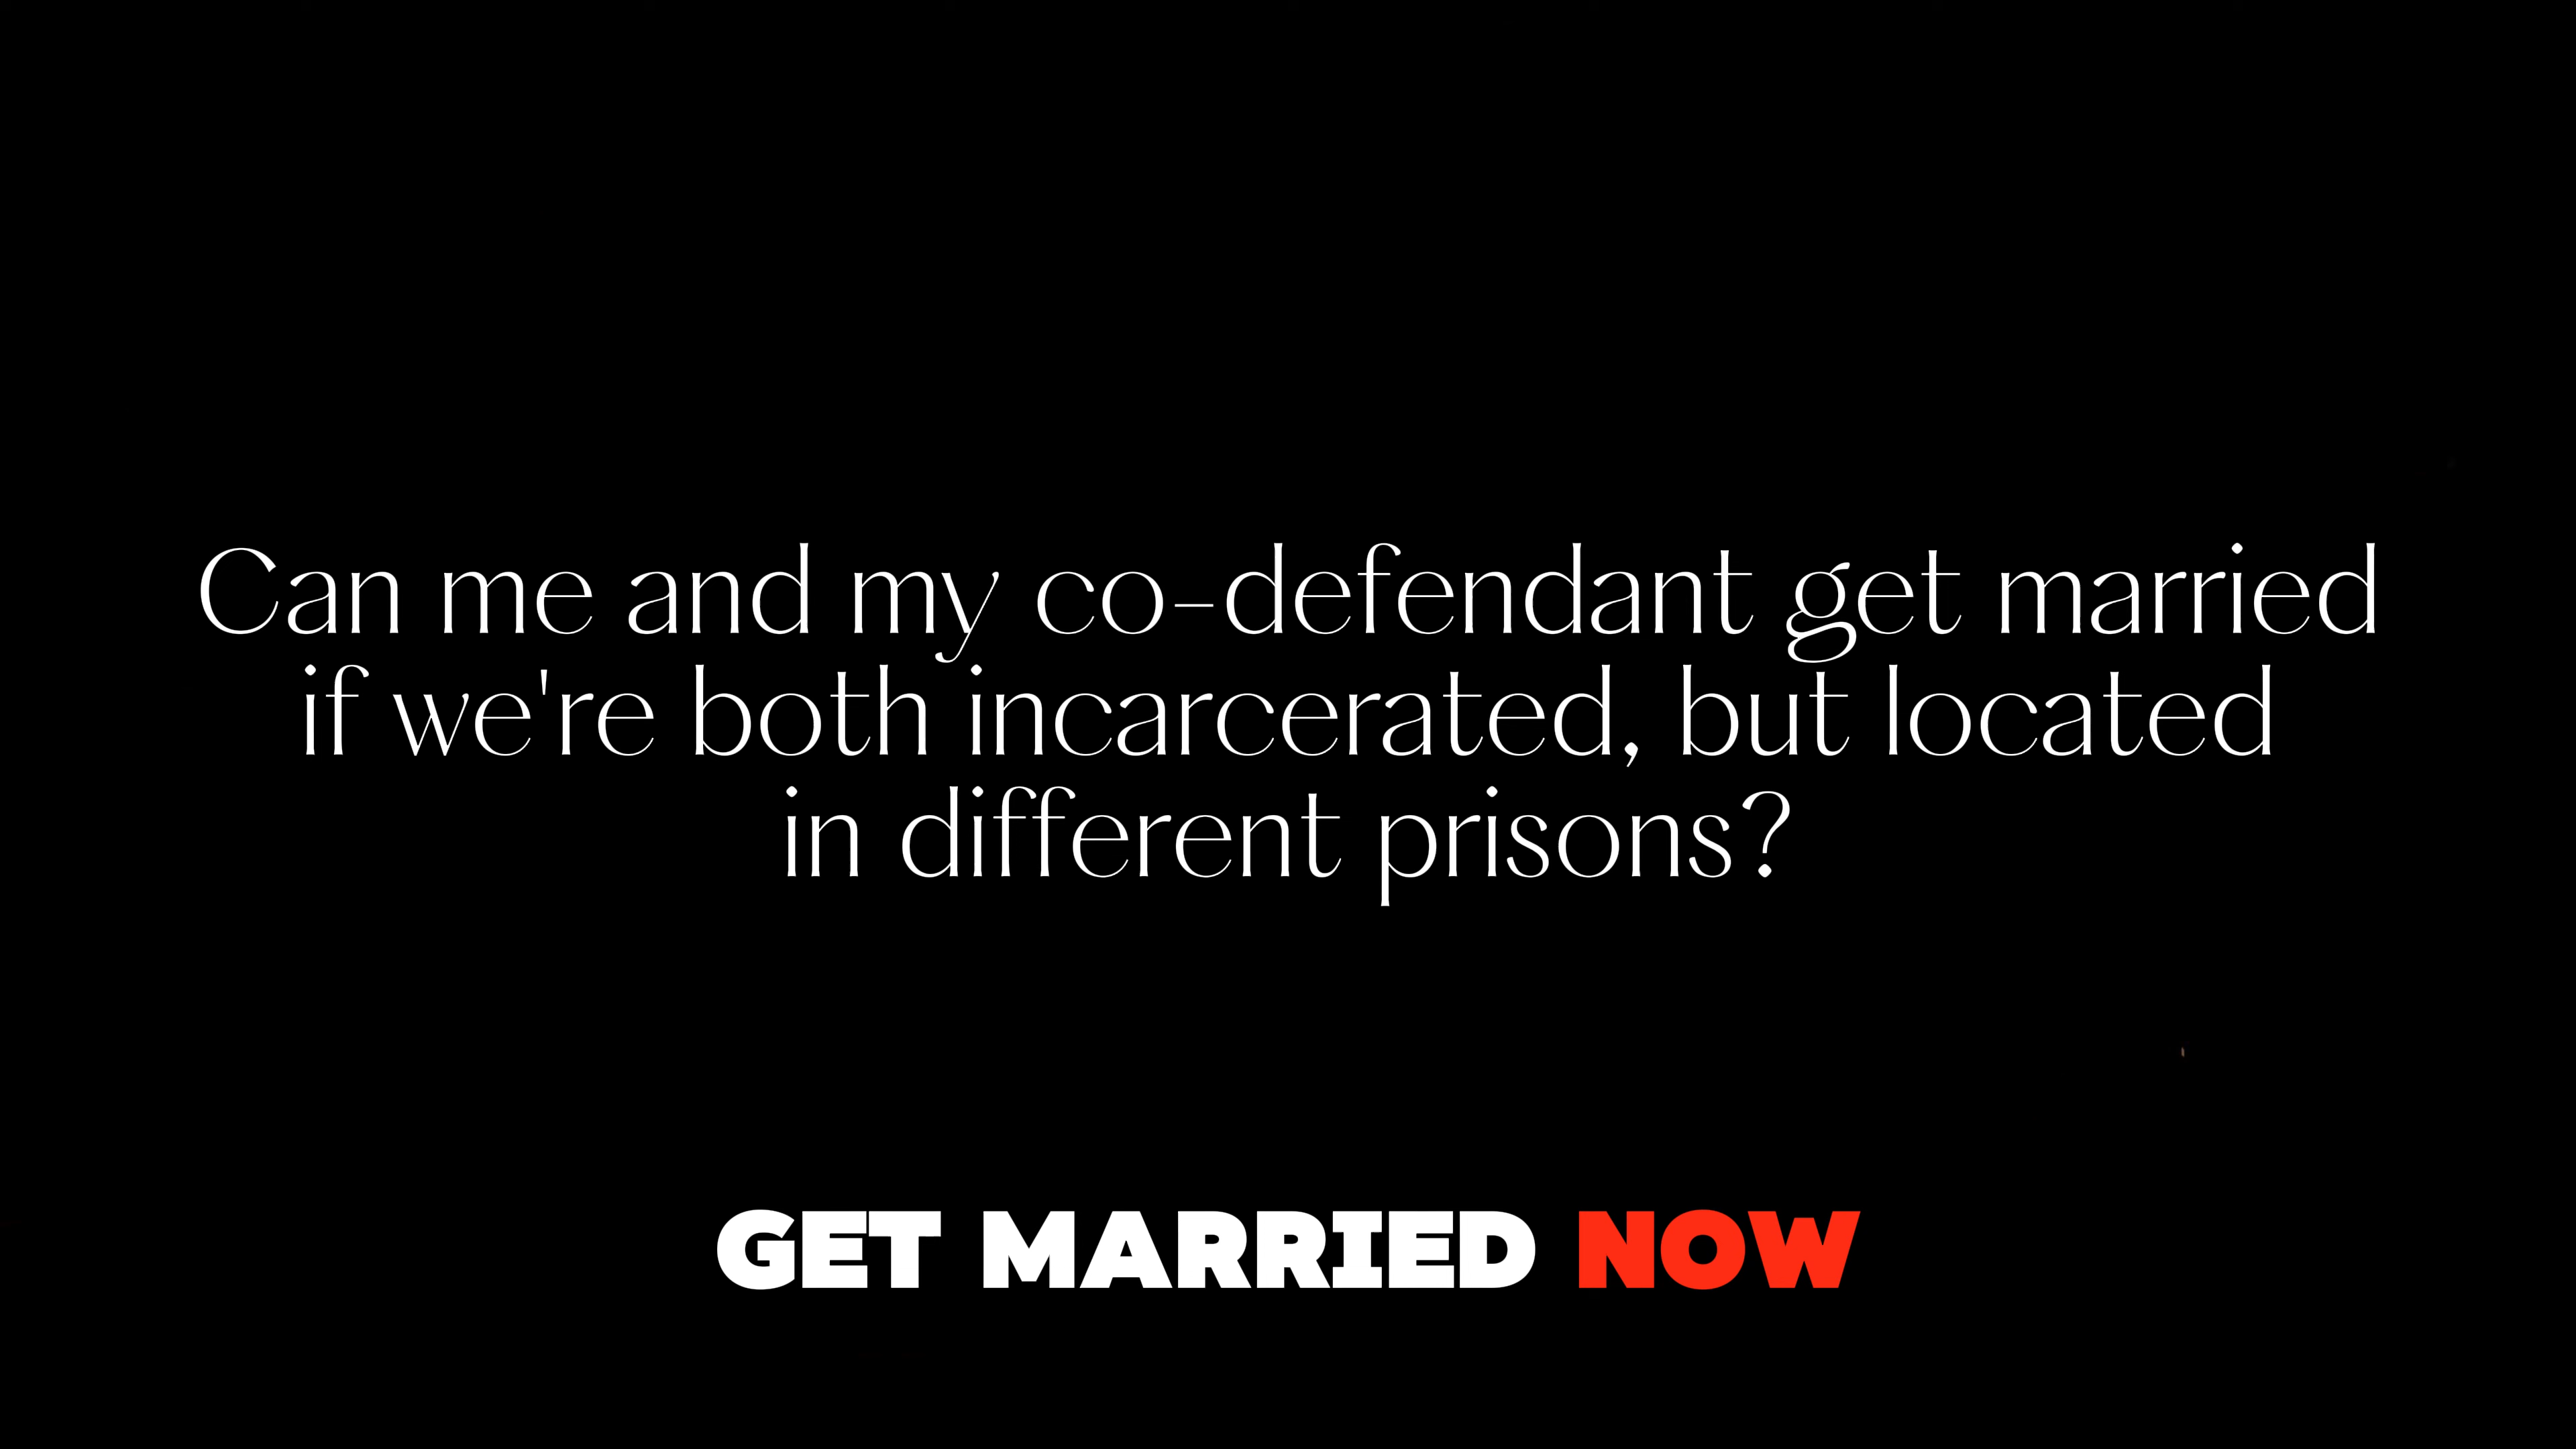 Can me and my co-defendant get married
if we're both incarcerated, but located
in different prisons?
GET MARRIED NOW